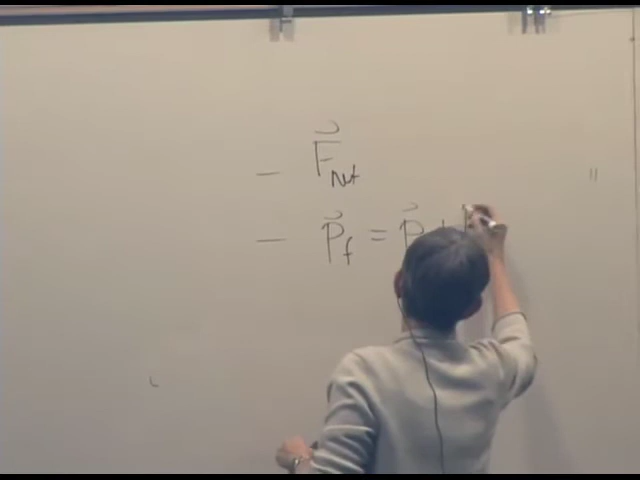 – F⃗Net
– p⃗f = p⃗ +